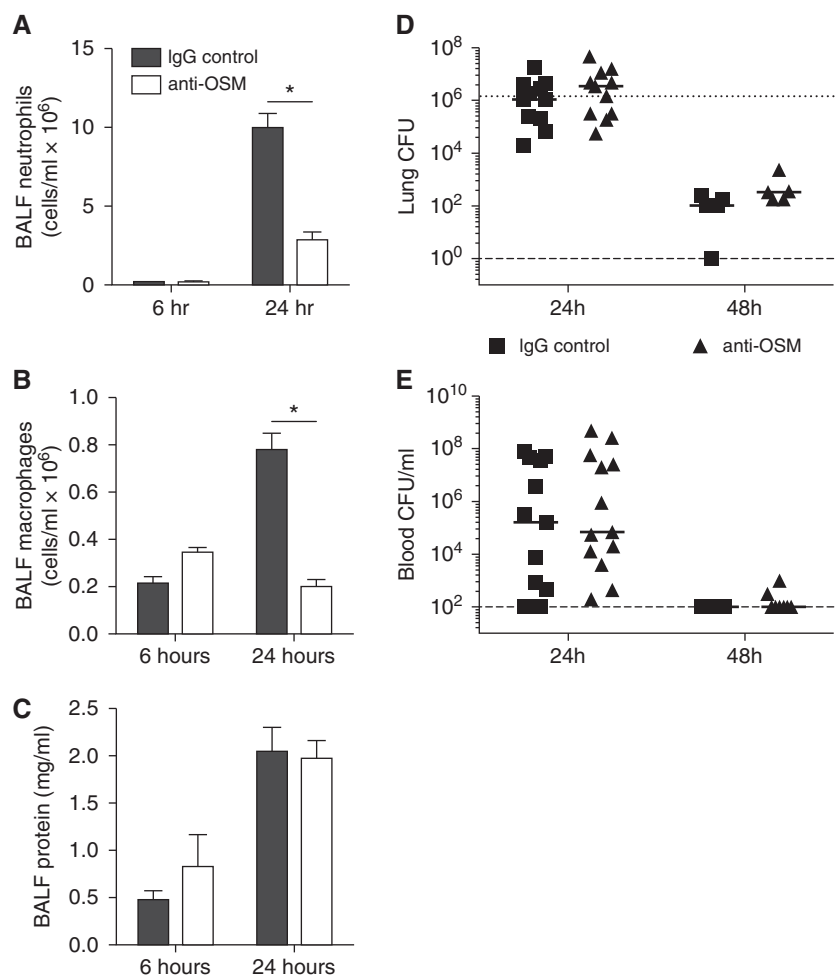 A
BALF neutrophils
(cells/ml × 10⁶)
15
10
5
0
IgG control
anti-OSM
*
6 hr
24 hr
B
BALF macrophages
(cells/ml × 10⁶)
1.0
0.8
0.6
0.4
0.2
0.0
*
6 hours
24 hours
C
BALF protein (mg/ml)
2.5
2.0
1.5
1.0
0.5
0.0
6 hours
24 hours
D
Lung CFU
10⁸
10⁶
10⁴
10²
10⁰
24h
48h
IgG control
anti-OSM
E
Blood CFU/ml
10¹⁰
10⁸
10⁶
10⁴
10²
24h
48h